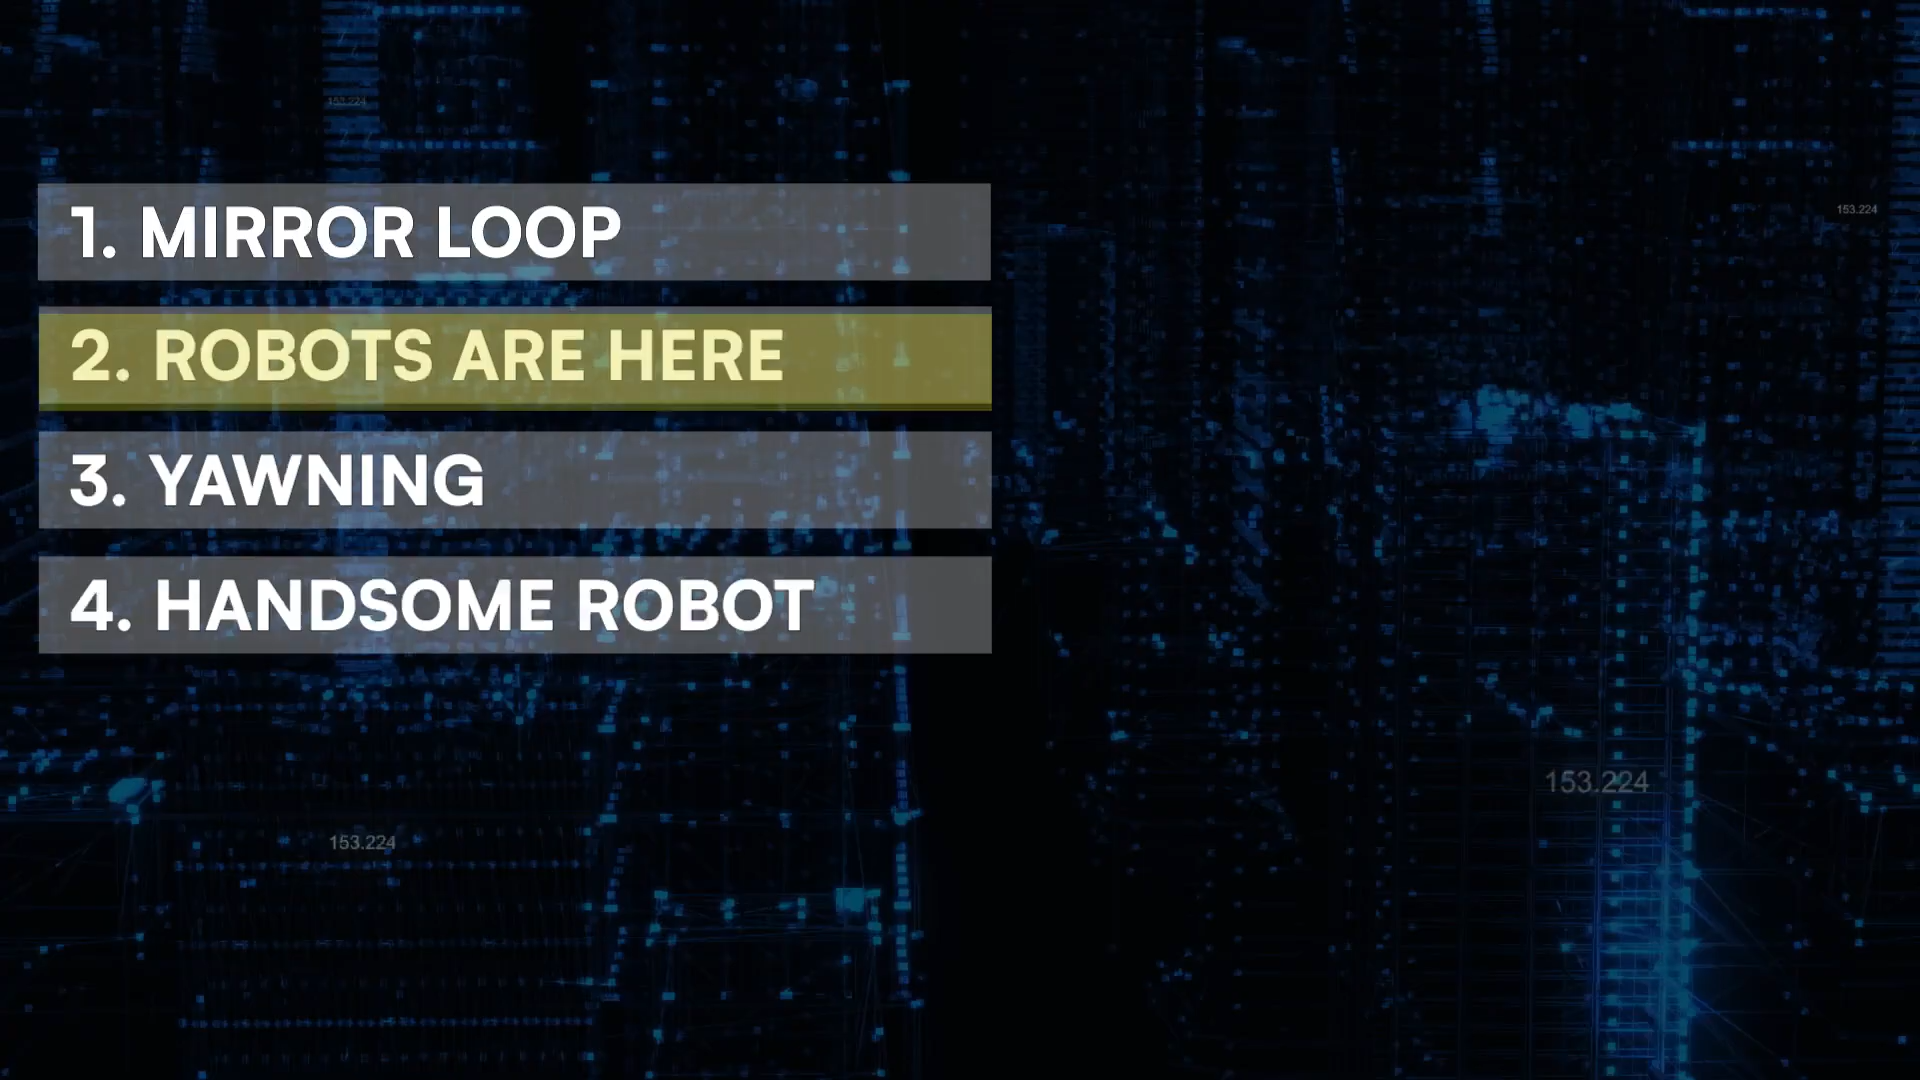 153.224
153.224
1. MIRROR LOOP
2. ROBOTS ARE HERE
3. YAWNING
4. HANDSOME ROBOT
153.224
153.224